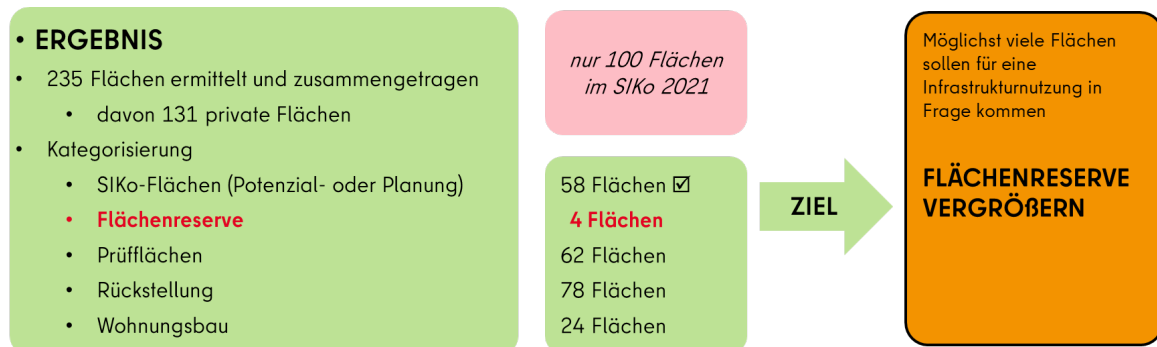 • ERGEBNIS
• 235 Flächen ermittelt und zusammengetragen
• davon 131 private Flächen
• Kategorisierung
• SIKo-Flächen (Potenzial- oder Planung)
• Flächenreserve
• Prüfflächen
• Rückstellung
• Wohnungsbau
nur 100 Flächen
im SIKo 2021
58 Flächen ☑
4 Flächen
62 Flächen
78 Flächen
24 Flächen
ZIEL
Möglichst viele Flächen
sollen für eine
Infrastrukturnutzung in
Frage kommen
FLÄCHENRESERVE
VERGRÖßERN